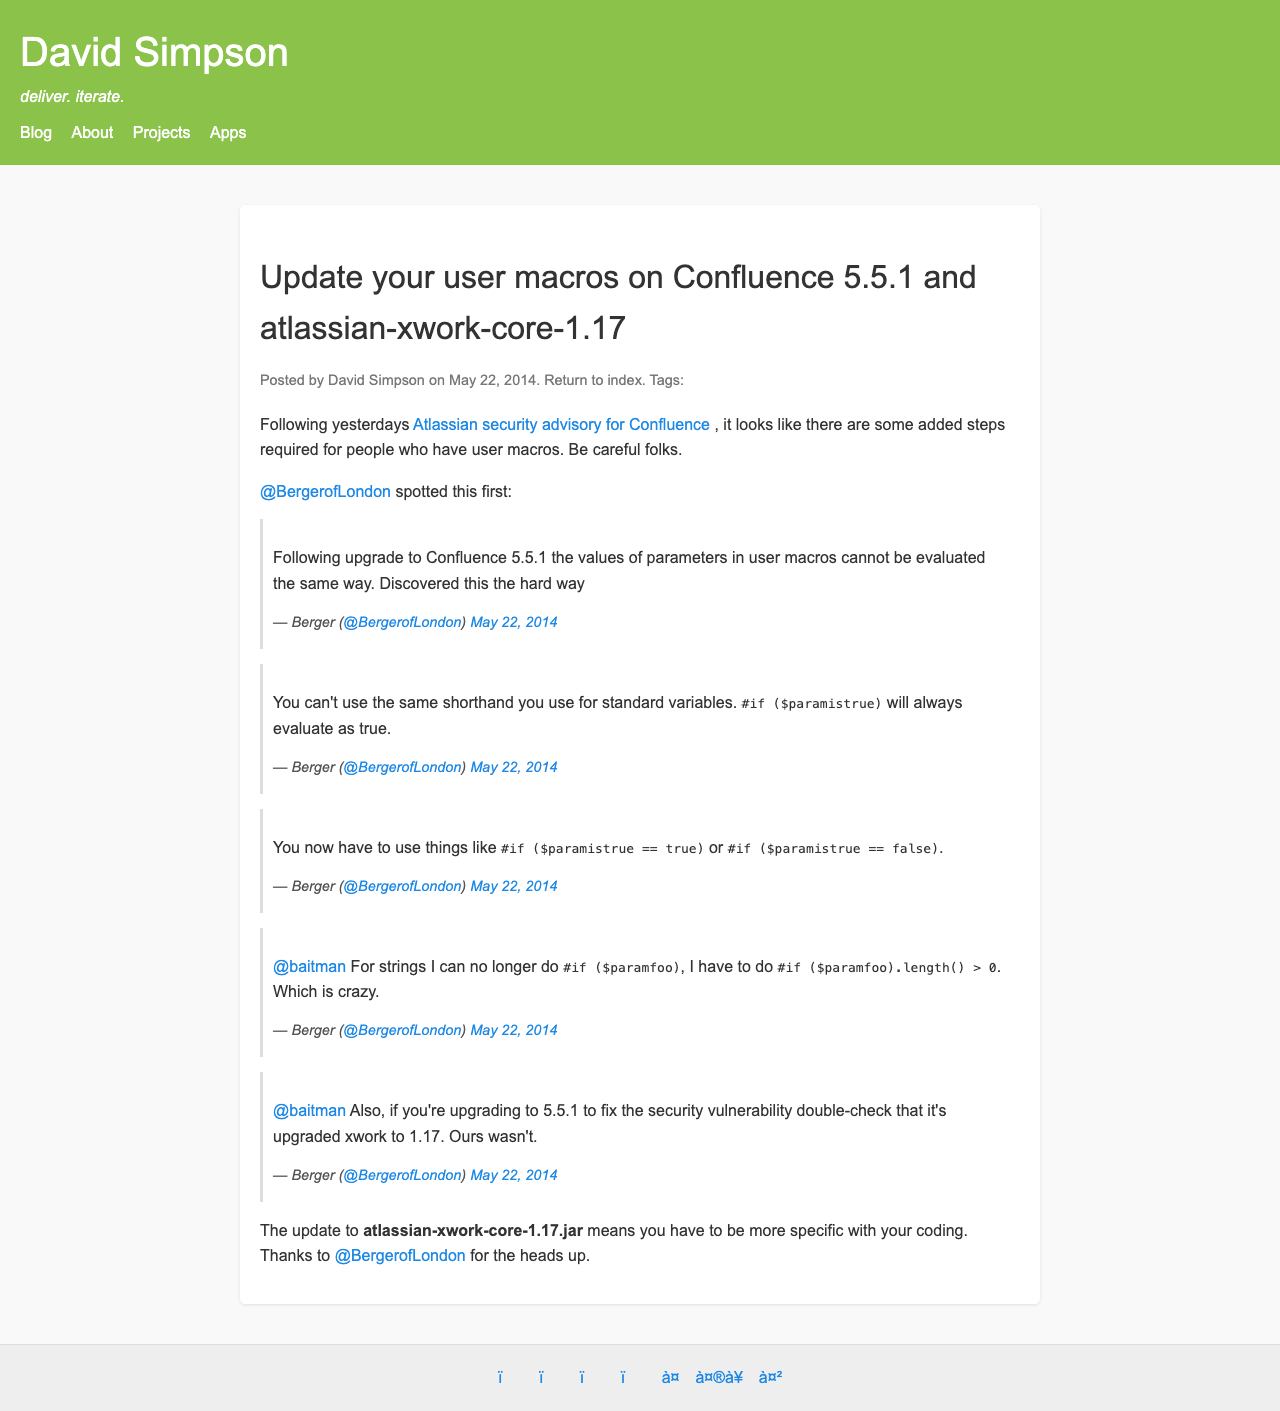 David Simpson
deliver. iterate.
Blog About Projects Apps
Update your user macros on Confluence 5.5.1 and
atlassian-xwork-core-1.17
Posted by David Simpson on May 22, 2014. Return to index. Tags:
Following yesterdays Atlassian security advisory for Confluence , it looks like there are some added steps
required for people who have user macros. Be careful folks.
@BergerofLondon spotted this first:
Following upgrade to Confluence 5.5.1 the values of parameters in user macros cannot be evaluated
the same way. Discovered this the hard way
— Berger (@BergerofLondon) May 22, 2014
You can't use the same shorthand you use for standard variables. #if ($paramistrue) will always
evaluate as true.
— Berger (@BergerofLondon) May 22, 2014
You now have to use things like #if ($paramistrue == true) or #if ($paramistrue == false).
— Berger (@BergerofLondon) May 22, 2014
@baitman For strings I can no longer do #if ($paramfoo), I have to do #if ($paramfoo).length() > 0.
Which is crazy.
— Berger (@BergerofLondon) May 22, 2014
@baitman Also, if you're upgrading to 5.5.1 to fix the security vulnerability double-check that it's
upgraded xwork to 1.17. Ours wasn't.
— Berger (@BergerofLondon) May 22, 2014
The update to atlassian-xwork-core-1.17.jar means you have to be more specific with your coding.
Thanks to @BergerofLondon for the heads up.
ï ï ï ï à¤ à¤®à¥ à¤²